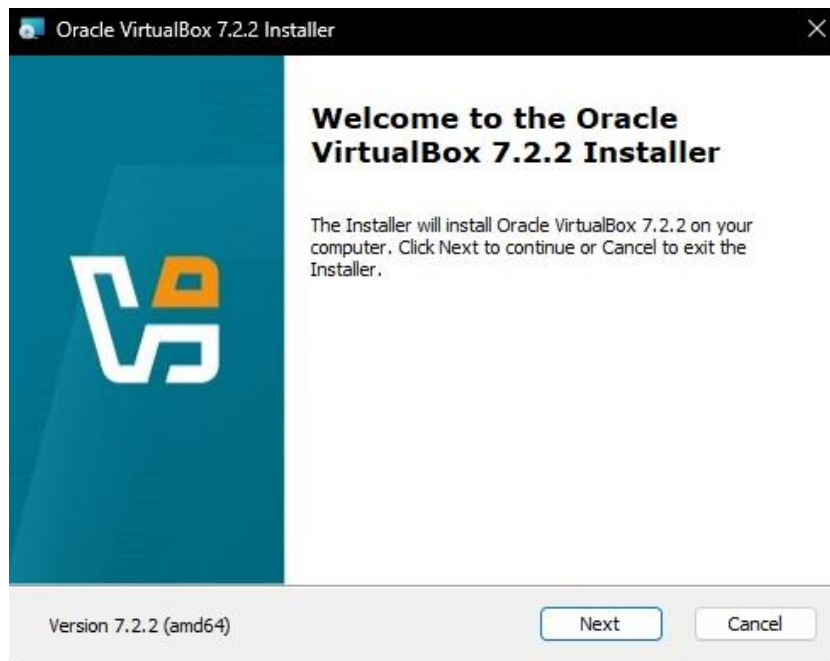 Oracle VirtualBox 7.2.2 Installer
Welcome to the Oracle
VirtualBox 7.2.2 Installer
The Installer will install Oracle VirtualBox 7.2.2 on your
computer. Click Next to continue or Cancel to exit the
Installer.
Version 7.2.2 (amd64)
Next
Cancel